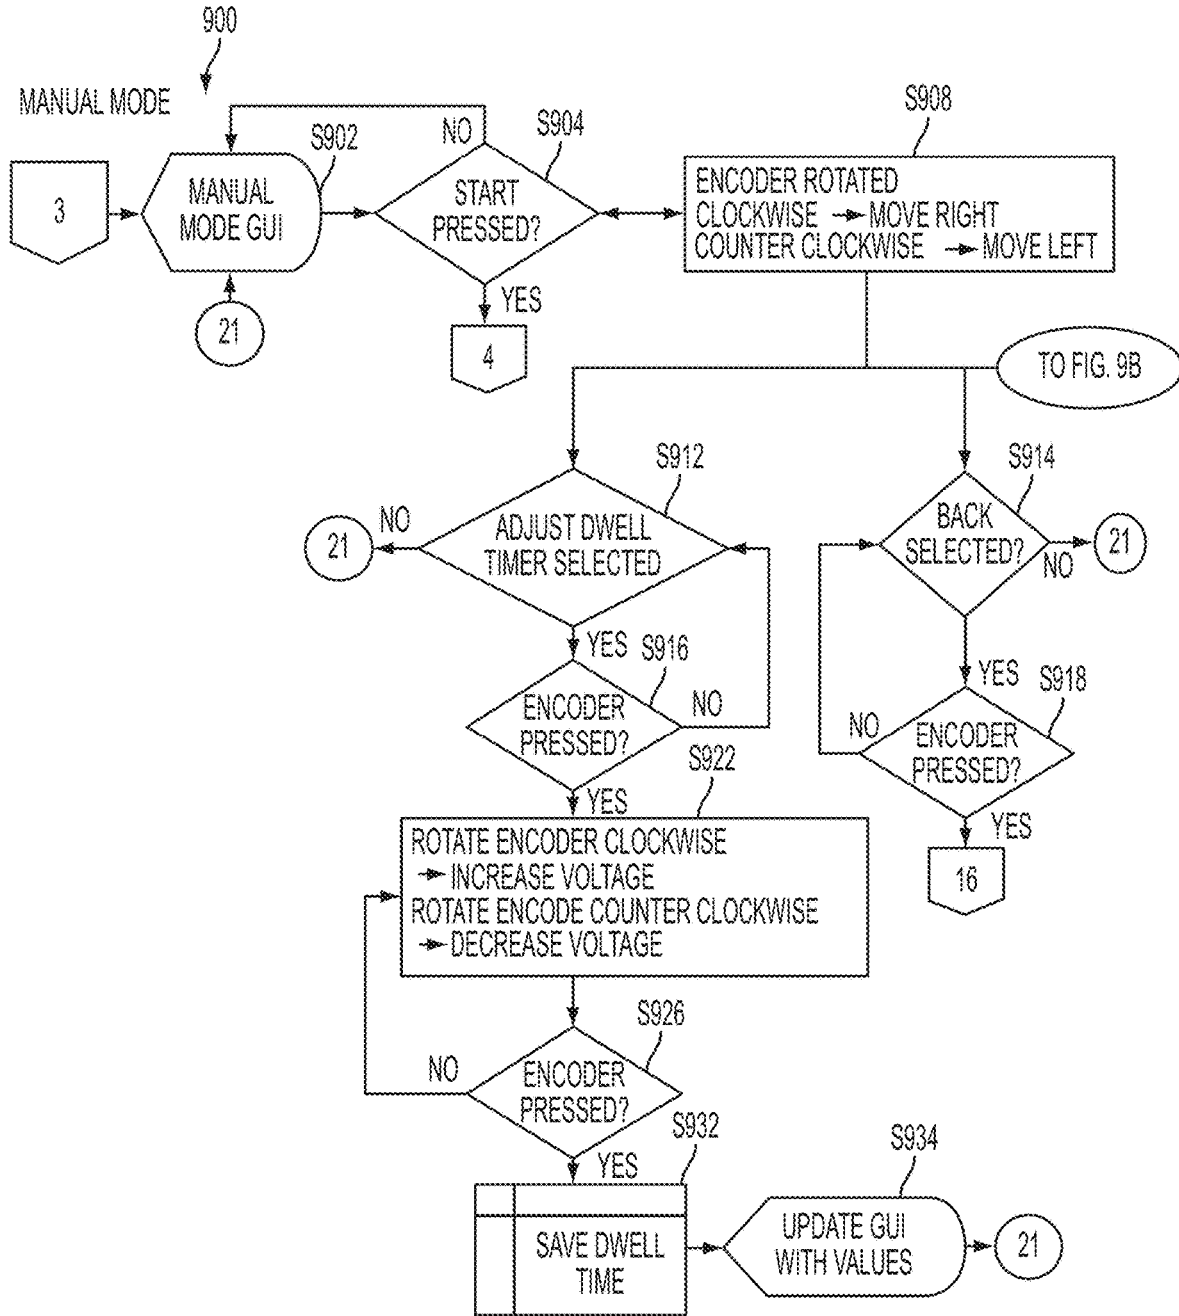 900
MANUAL MODE
3
MANUAL
MODE GUI
S902
21
NO
START
PRESSED?
S904
YES
4
S908
ENCODER ROTATED
CLOCKWISE → MOVE RIGHT
COUNTER CLOCKWISE → MOVE LEFT
TO FIG. 9B
S912
ADJUST DWELL
TIMER SELECTED
NO
21
YES
S914
BACK
SELECTED?
NO
21
YES
S916
ENCODER
PRESSED?
NO
YES
S918
ENCODER
PRESSED?
NO
YES
16
S922
ROTATE ENCODER CLOCKWISE
→ INCREASE VOLTAGE
ROTATE ENCODE COUNTER CLOCKWISE
→ DECREASE VOLTAGE
S926
ENCODER
PRESSED?
NO
YES
S932
SAVE DWELL
TIME
S934
UPDATE GUI
WITH VALUES
21